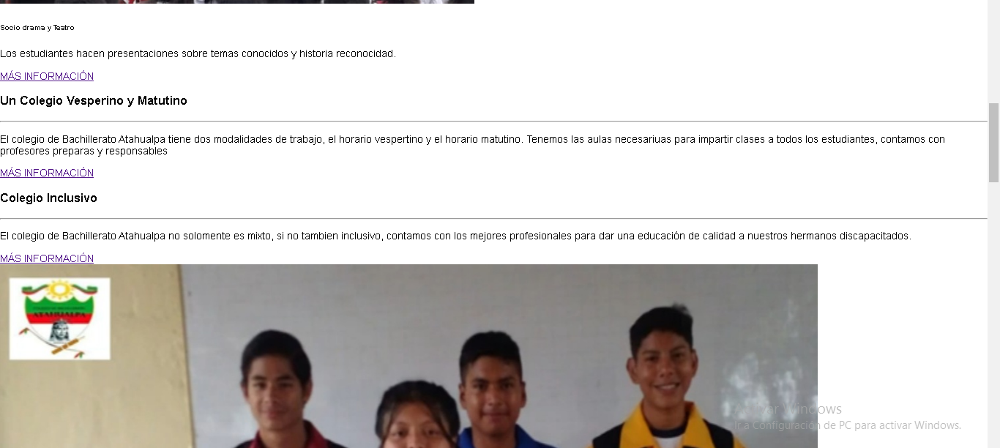 Socio drama y Teatro
Los estudiantes hacen presentaciones sobre temas conocidos y historia reconocidad.
MÁS INFORMACIÓN
Un Colegio Vesperino y Matutino
El colegio de Bachillerato Atahualpa tiene dos modalidades de trabajo, el horario vespertino y el horario matutino. Tenemos las aulas necesariuas para impartir clases a todos los estudiantes, contamos con
profesores preparas y responsables
MÁS INFORMACIÓN
Colegio Inclusivo
El colegio de Bachillerato Atahualpa no solomente es mixto, si no tambien inclusivo, contamos con los mejores profesionales para dar una educación de calidad a nuestros hermanos discapacitados.
MÁS INFORMACIÓN
ATAHUALPA
Activar Windows
Ir a Configuración de PC para activar Windows.